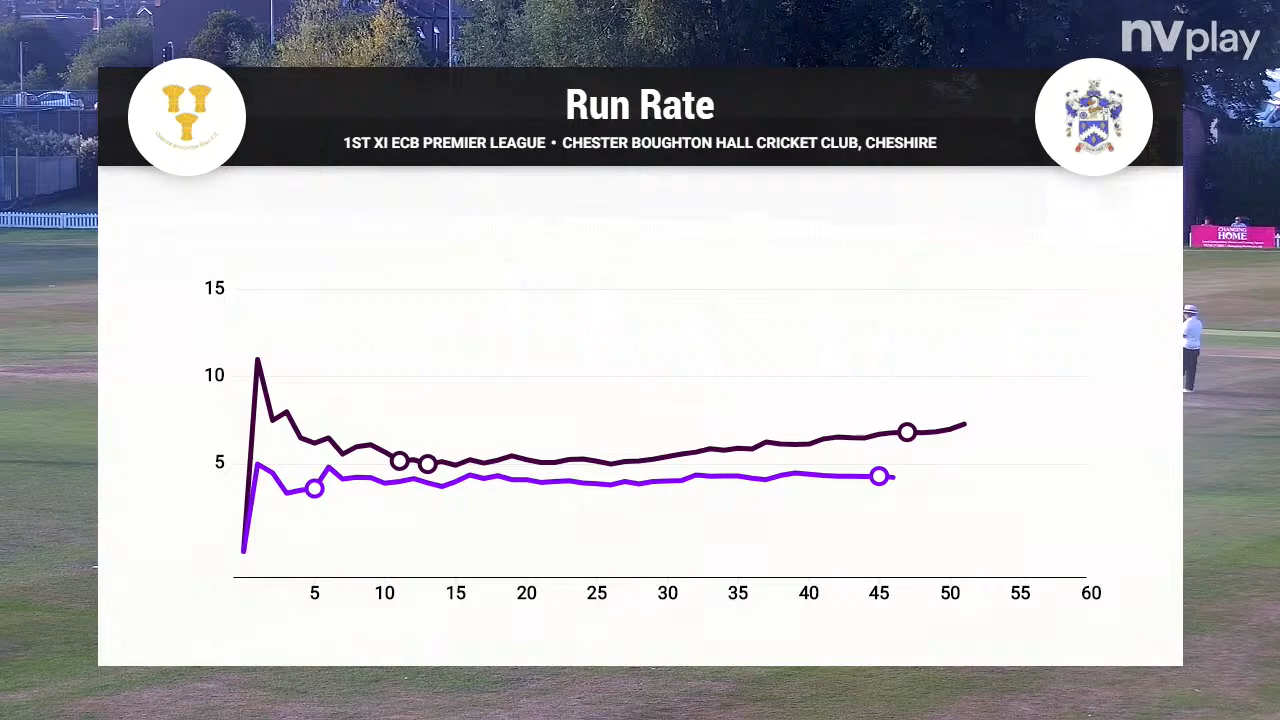 nvplay
Run Rate
1ST XI ECB PREMIER LEAGUE • CHESTER BOUGHTON HALL CRICKET CLUB, CHESHIRE
CHANGING
HOME
15
10
5
5 10 15 20 25 30 35 40 45 50 55 60